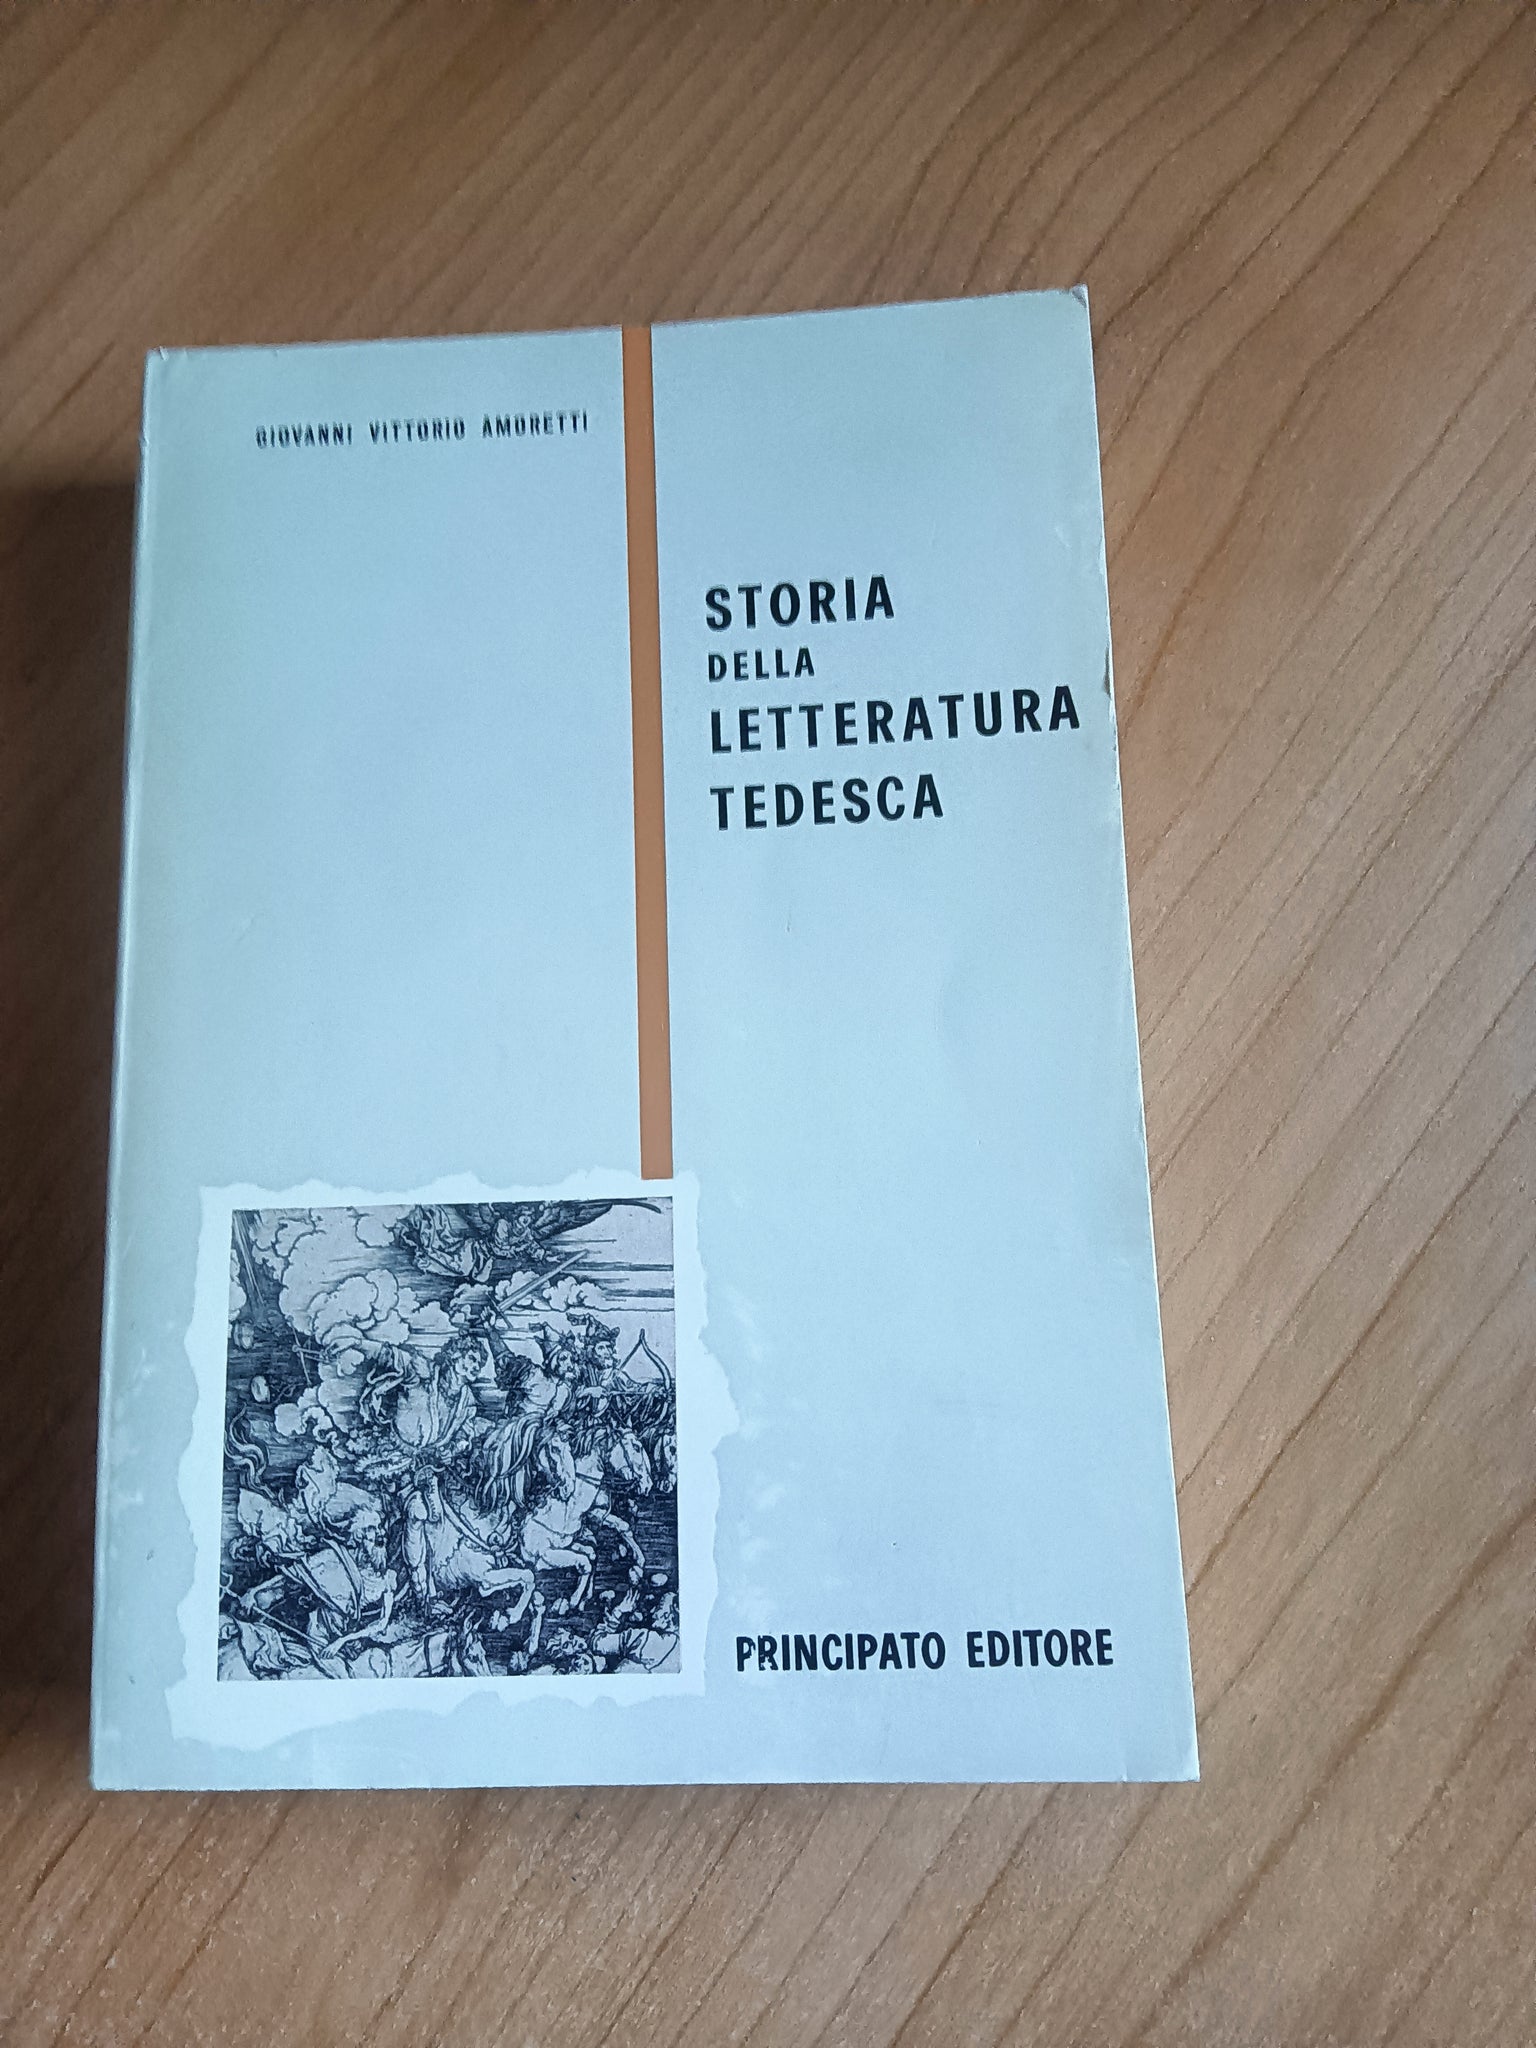 GIOVANNI VITTORIO AMORETTI
STORIA
DELLA
LETTERATURA
TEDESCA
PRINCIPATO EDITORE